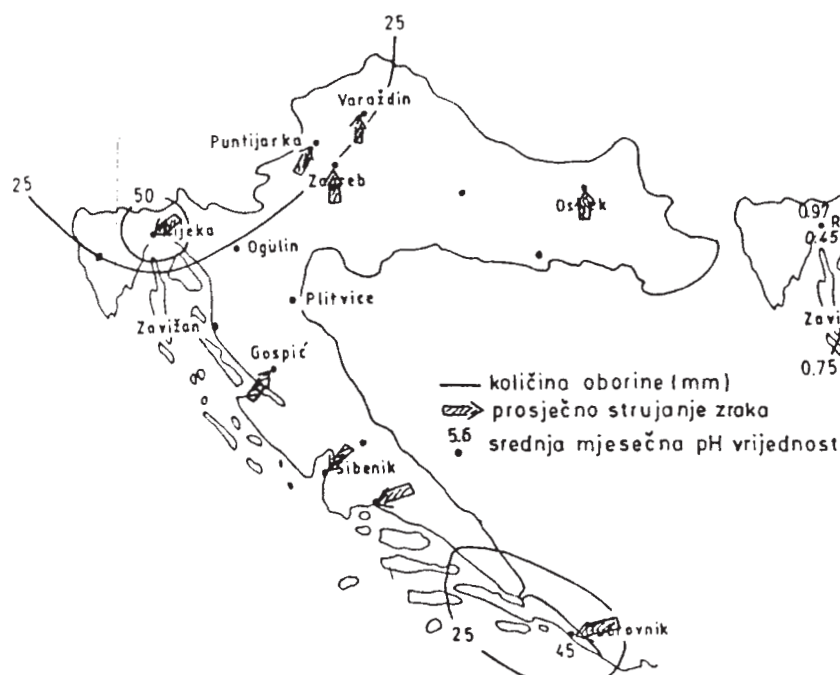 25
Varaždin
Puntijarka
Zagreb
25
50
Rijeka
Ogulin
Osijek
Plitvice
Zavižan
Gospić
količina oborine (mm)
prosječno strujanje zraka
5.6
srednja mjesečna pH vrijednost
Šibenik
25
45
Dubrovnik
0.97
R
0.45
Zavi
0.75